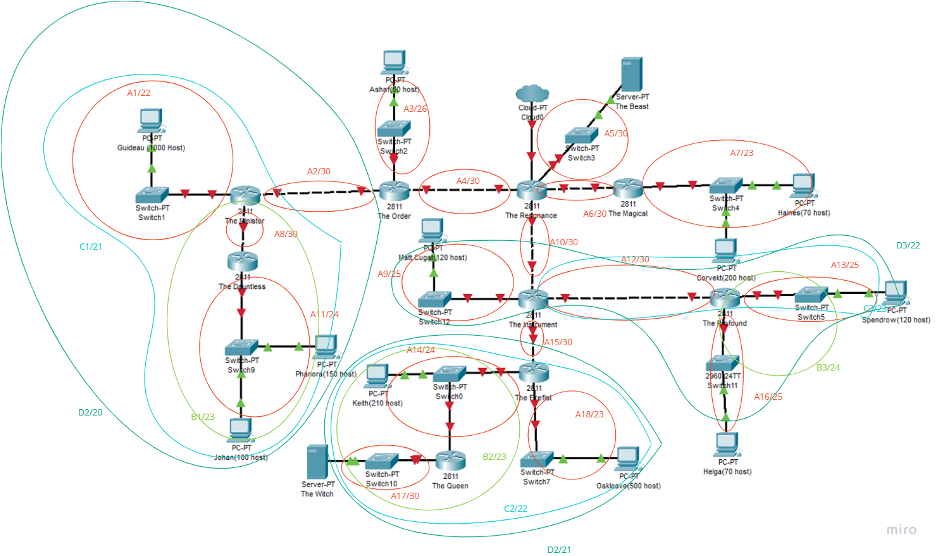 PC-PT
Ashaf(50 host)
A3/26
Switch-PT
Switch2
Cloud-PT
Cloud0
Server-PT
The Beast
A5/30
Switch-PT
Switch3
A1/22
PC-PT
Guideau (1000 Host)
Switch-PT
Switch1
C1/21
2811
The Minister
A2/30
2811
The Order
A4/30
2811
The Resonance
A6/30
2811
The Magical
A7/23
Switch-PT
Switch4
PC-PT
Haines(70 host)
PC-PT
Corvekt(200 host)
D3/22
A8/30
2811
The Dauntless
PC-PT
Matt Cugat(120 host)
A9/25
Switch-PT
Switch12
A10/30
2811
The Instrument
A12/30
2811
The Profound
A13/25
Switch-PT
Switch5
PC-PT
Spendrow(120 host)
A11/24
Switch-PT
Switch9
PC-PT
Phanora(150 host)
B1/23
D2/20
PC-PT
Johan(100 host)
A15/30
A14/24
2811
The Firefist
PC-PT
Keith(210 host)
Switch-PT
Switch0
2960-24TT
Switch11
B3/24
A16/25
PC-PT
Helga(70 host)
A18/23
B2/23
Server-PT
The Witch
Switch-PT
Switch10
A17/30
2811
The Queen
Switch-PT
Switch7
PC-PT
Oakleave(500 host)
C2/22
D2/21
miro